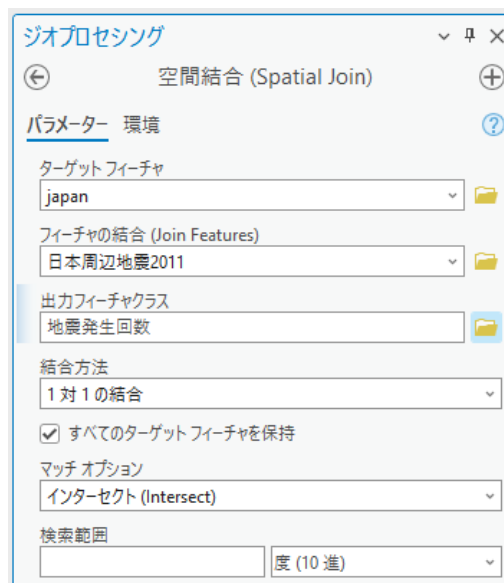 ジオプロセシング
空間結合 (Spatial Join)
パラメーター 環境
ターゲット フィーチャ
japan
フィーチャの結合 (Join Features)
日本周辺地震2011
出力フィーチャクラス
地震発生回数
結合方法
1 対 1 の結合
すべてのターゲット フィーチャを保持
マッチ オプション
インターセクト (Intersect)
検索範囲
度 (10 進)